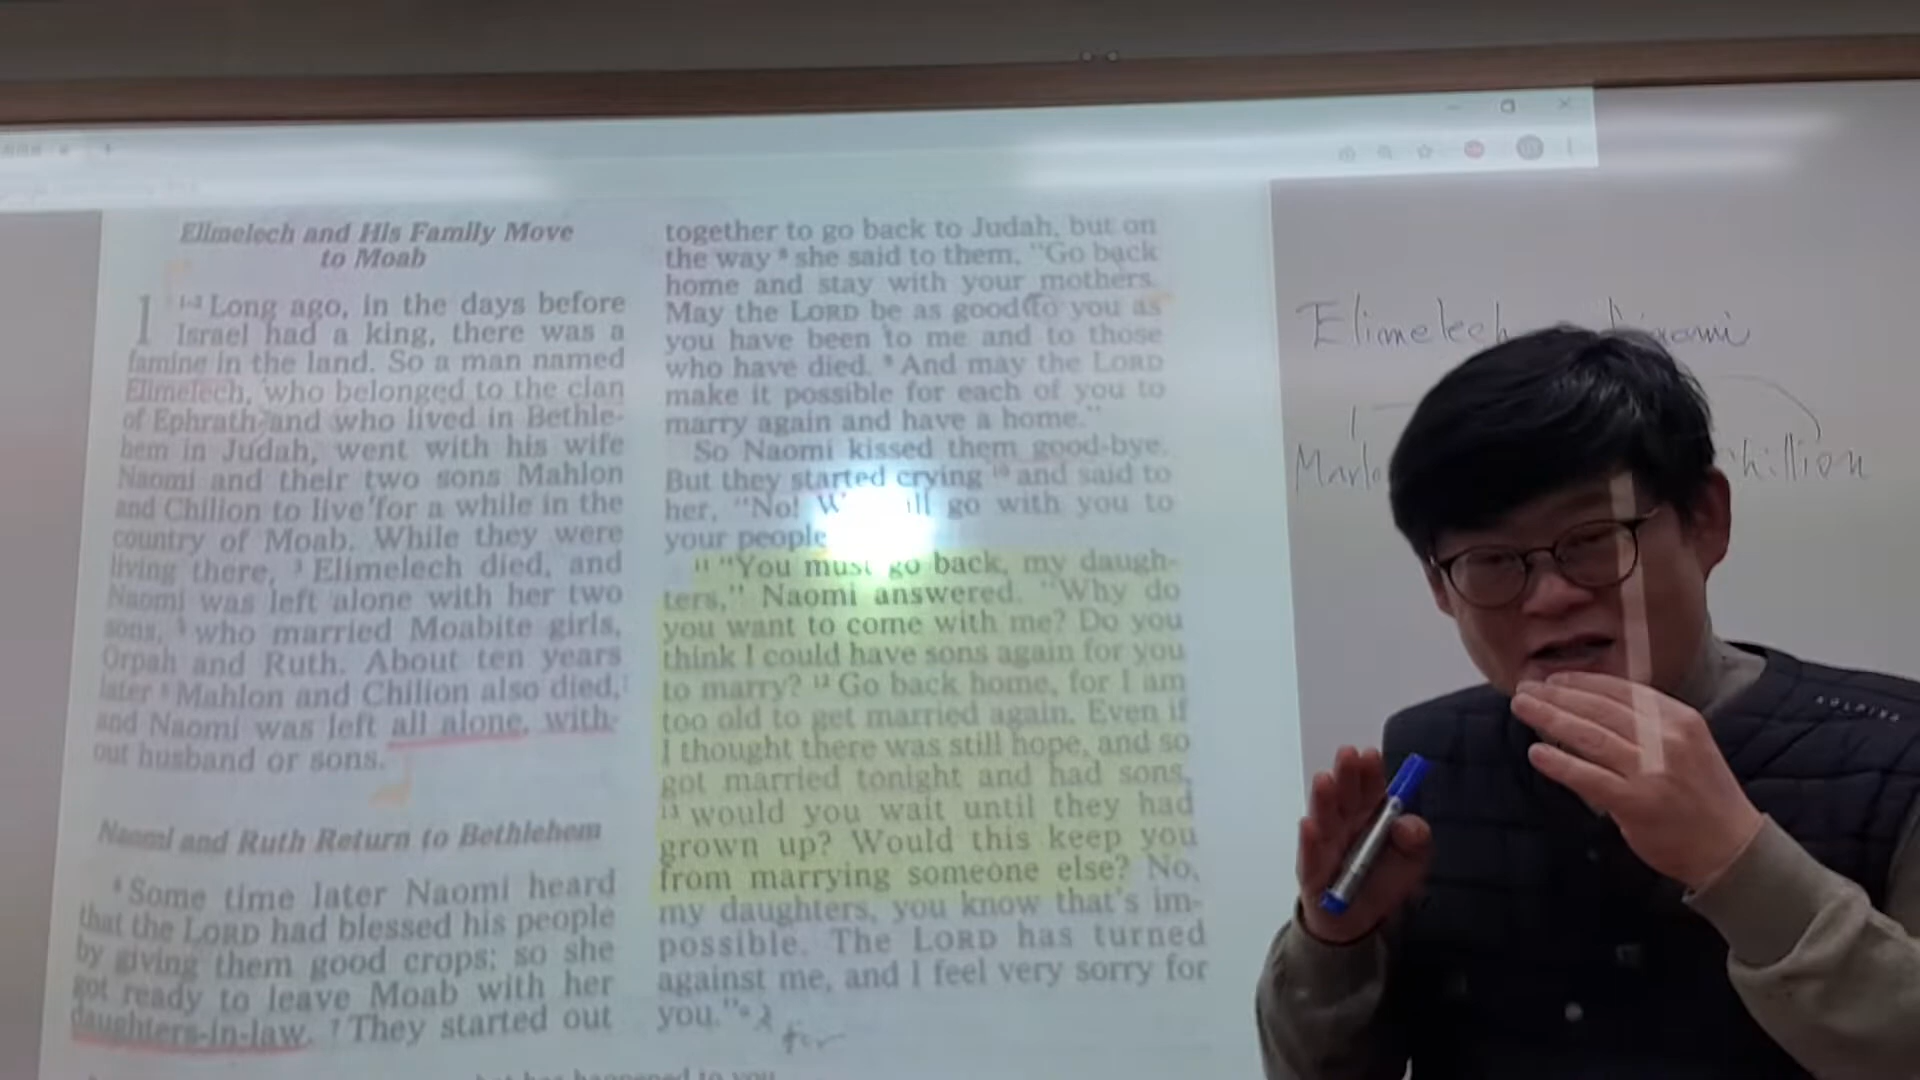 Elimelech and His Family Move
to Moab
1 1-2 Long ago, in the days before
Israel had a king, there was a
famine in the land. So a man named
Elimelech, who belonged to the clan
of Ephrath and who lived in Bethle-
hem in Judah, went with his wife
Naomi and their two sons Mahlon
and Chilion to live for a while in the
country of Moab. While they were
living there, 3 Elimelech died, and
Naomi was left alone with her two
sons, 4 who married Moabite girls,
Orpah and Ruth. About ten years
later 5 Mahlon and Chilion also died,
and Naomi was left all alone, with-
out husband or sons.
Naomi and Ruth Return to Bethlehem
6 Some time later Naomi heard
that the LORD had blessed his people
by giving them good crops; so she
got ready to leave Moab with her
daughters-in-law. 7 They started out
together to go back to Judah, but on
the way 8 she said to them, "Go back
home and stay with your mothers.
May the LORD be as good to you as
you have been to me and to those
who have died. 9 And may the LORD
make it possible for each of you to
marry again and have a home."
So Naomi kissed them good-bye.
But they started crying 10 and said to
her, "No! go with you to
your people
11 "You must go back, my daugh-
ters," Naomi answered. "Why do
you want to come with me? Do you
think I could have sons again for you
to marry? 12 Go back home, for I am
too old to get married again. Even if
I thought there was still hope, and so
got married tonight and had sons,
13 would you wait until they had
grown up? Would this keep you
from marrying someone else? No,
my daughters, you know that's im-
possible. The LORD has turned
against me, and I feel very sorry for
you."
for
happened to you
Elimelech